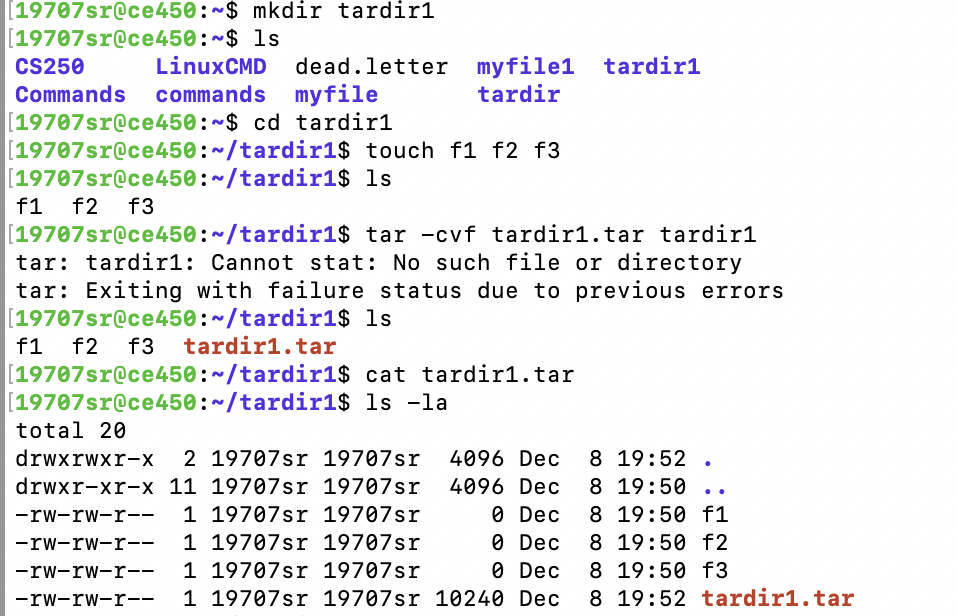 [19707sr@ce450:~$ mkdir tardir1
[19707sr@ce450:~$ ls
CS250     LinuxCMD  dead.letter  myfile1  tardir1
Commands  commands  myfile       tardir
[19707sr@ce450:~$ cd tardir1
[19707sr@ce450:~/tardir1$ touch f1 f2 f3
[19707sr@ce450:~/tardir1$ ls
f1  f2  f3
[19707sr@ce450:~/tardir1$ tar -cvf tardir1.tar tardir1
tar: tardir1: Cannot stat: No such file or directory
tar: Exiting with failure status due to previous errors
[19707sr@ce450:~/tardir1$ ls
f1  f2  f3  tardir1.tar
[19707sr@ce450:~/tardir1$ cat tardir1.tar
[19707sr@ce450:~/tardir1$ ls -la
total 20
drwxrwxr-x  2 19707sr 19707sr  4096 Dec  8 19:52 .
drwxr-xr-x 11 19707sr 19707sr  4096 Dec  8 19:50 ..
-rw-rw-r--  1 19707sr 19707sr     0 Dec  8 19:50 f1
-rw-rw-r--  1 19707sr 19707sr     0 Dec  8 19:50 f2
-rw-rw-r--  1 19707sr 19707sr     0 Dec  8 19:50 f3
-rw-rw-r--  1 19707sr 19707sr 10240 Dec  8 19:52 tardir1.tar